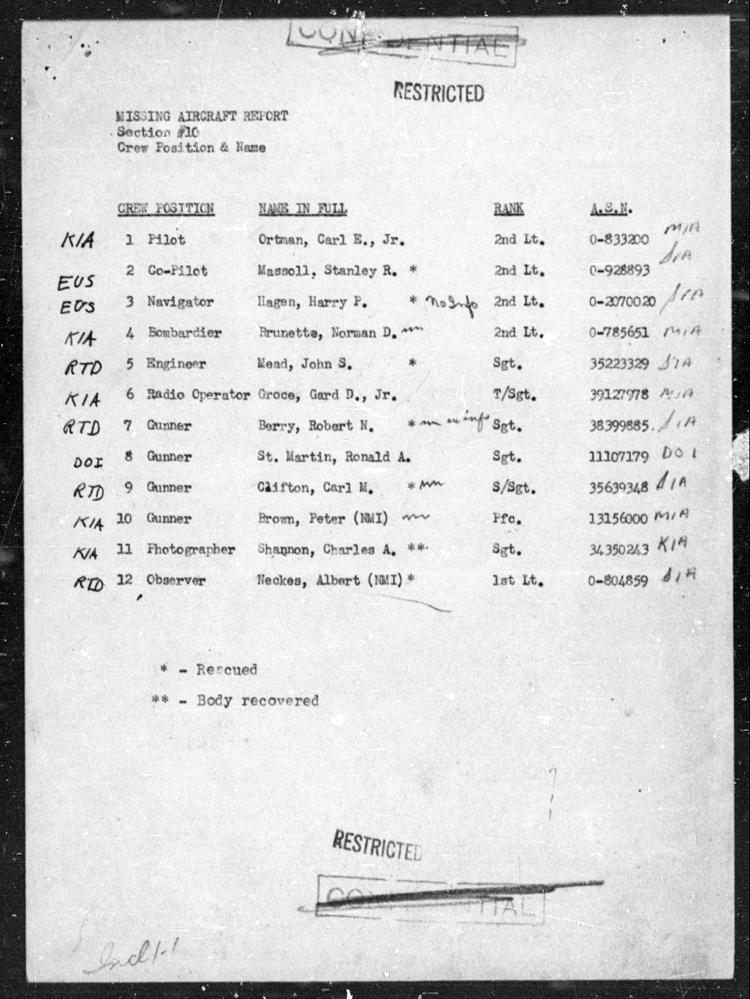 CONFIDENTIAL
RESTRICTED
MISSING AIRCRAFT REPORT
Section #10
Crew Position & Name
CREW POSITION NAME IN FULL RANK A.S.N.
KIA 1 Pilot Ortman, Carl E., Jr. 2nd Lt. 0-833200 MIA
EUS 2 Co-Pilot Massoll, Stanley R. * 2nd Lt. 0-928893 SIA
EUS 3 Navigator Hagen, Harry P. * no info 2nd Lt. 0-2070020 SIA
KIA 4 Bombardier Brunette, Norman D. 2nd Lt. 0-785651 MIA
RTD 5 Engineer Mead, John S. * Sgt. 35223329 SIA
KIA 6 Radio Operator Groce, Gard D., Jr. T/Sgt. 39127978 MIA
RTD 7 Gunner Berry, Robert N. * info Sgt. 38399885. SIA
DOI 8 Gunner St. Martin, Ronald A. Sgt. 11107179 DOI
RTD 9 Gunner Clifton, Carl M. * S/Sgt. 35639348 SIA
KIA 10 Gunner Brown, Peter (NMI) Pfc. 13156000 MIA
KIA 11 Photographer Shannon, Charles A. ** Sgt. 34350243 KIA
RTD 12 Observer Neckes, Albert (NMI) * 1st Lt. 0-804859 SIA
* - Rescued
** - Body recovered
RESTRICTED
CONFIDENTIAL
Incl 1-1